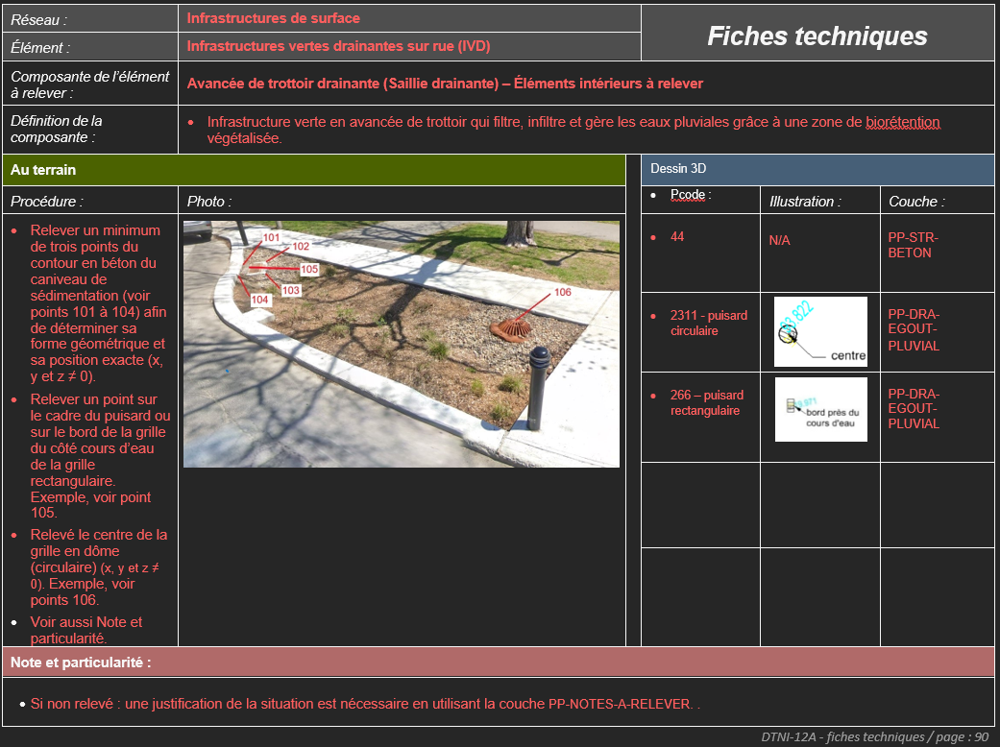 Réseau :
Infrastructures de surface
Fiches techniques
Élément :
Infrastructures vertes drainantes sur rue (IVD)
Composante de l'élément
à relever :
Avancée de trottoir drainante (Saillie drainante) – Éléments intérieurs à relever
Définition de la
composante :
• Infrastructure verte en avancée de trottoir qui filtre, infiltre et gère les eaux pluviales grâce à une zone de biorétention
végétalisée.
Au terrain
Procédure :
Photo :
• Relever un minimum
de trois points du
contour en béton du
caniveau de
sédimentation (voir
points 101 à 104) afin
de déterminer sa
forme géométrique et
sa position exacte (x,
y et z ≠ 0).
• Relever un point sur
le cadre du puisard ou
sur le bord de la grille
du côté cours d'eau
de la grille
rectangulaire.
Exemple, voir point
105.
• Relevé le centre de la
grille en dôme
(circulaire) (x, y et z ≠
0). Exemple, voir
points 106.
• Voir aussi Note et
particularité.
101
102
105
103
104
106
Dessin 3D
• Pcode :
Illustration :
Couche :
• 44
N/A
PP-STR-
BETON
• 2311 - puisard
circulaire
centre
PP-DRA-
EGOUT-
PLUVIAL
• 266 – puisard
rectangulaire
bord près du
cours d'eau
PP-DRA-
EGOUT-
PLUVIAL
Note et particularité :
• Si non relevé : une justification de la situation est nécessaire en utilisant la couche PP-NOTES-A-RELEVER. .
DTNI-12A - fiches techniques / page : 90